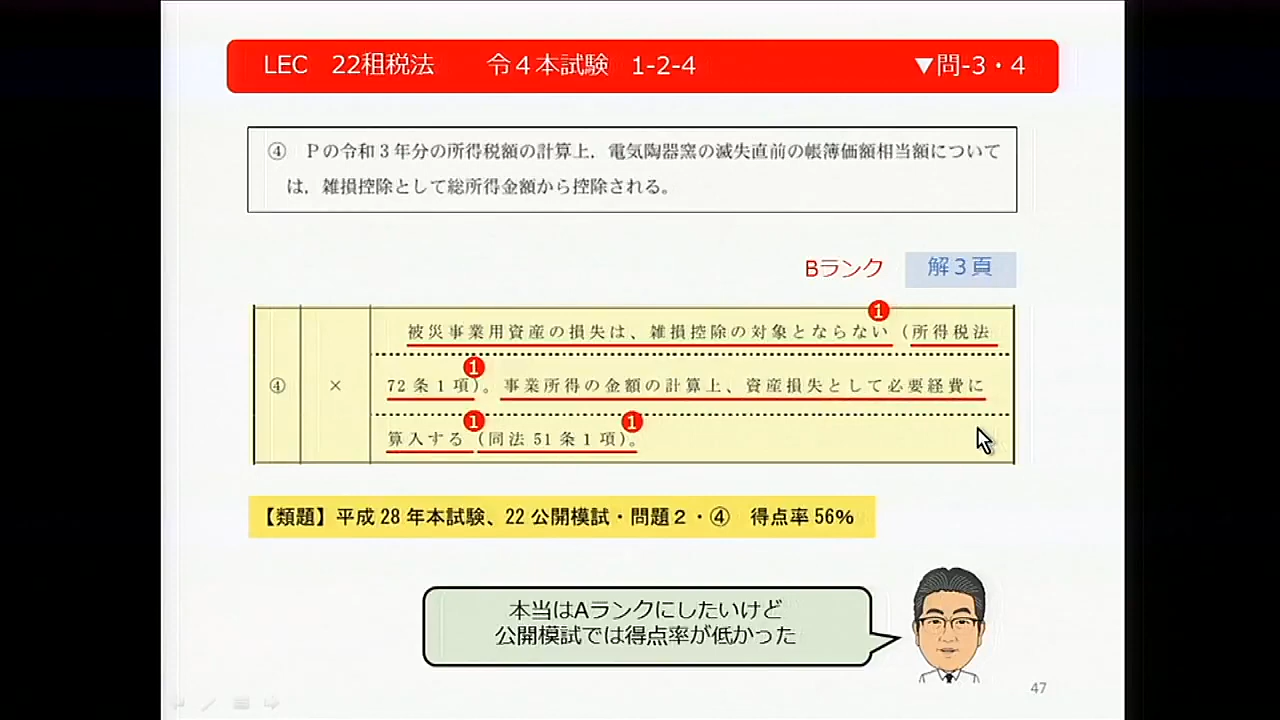 LEC 22租税法 令4本試験 1-2-4 ▼問-3・4
④ Pの令和3年分の所得税額の計算上，電気陶器窯の滅失直前の帳簿価額相当額について
は，雑損控除として総所得金額から控除される。
Bランク 解3頁
❶
被災事業用資産の損失は、雑損控除の対象とならない（所得税法
❶
④ × 72条1項）。事業所得の金額の計算上、資産損失として必要経費に
❶ ❶
算入する（同法51条1項）。
【類題】平成28年本試験、22公開模試・問題2・④ 得点率56%
本当はAランクにしたいけど
公開模試では得点率が低かった
47